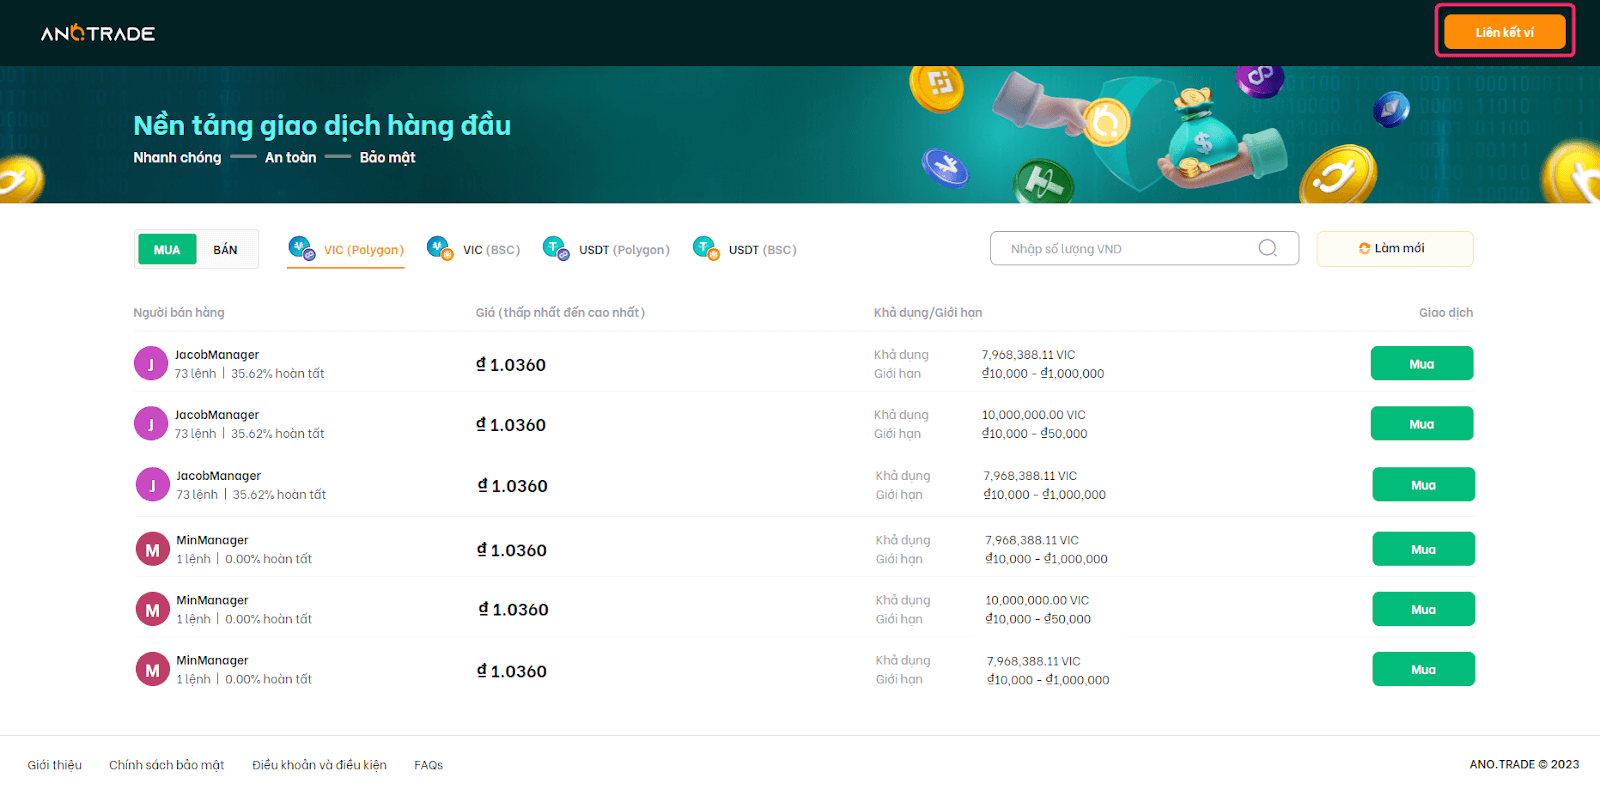 ANO.TRADE
Liên kết ví
Nền tảng giao dịch hàng đầu
Nhanh chóng — An toàn — Bảo mật
MUA BÁN VIC (Polygon) VIC (BSC) USDT (Polygon) USDT (BSC) Nhập số lượng VND Làm mới
Người bán hàng Giá (thấp nhất đến cao nhất) Khả dụng/Giới hạn Giao dịch
J JacobManager ₫ 1.0360 Khả dụng 7,968,388.11 VIC Mua
73 lệnh | 35.62% hoàn tất Giới hạn ₫10,000 - ₫1,000,000
J JacobManager ₫ 1.0360 Khả dụng 10,000,000.00 VIC Mua
73 lệnh | 35.62% hoàn tất Giới hạn ₫10,000 - ₫50,000
J JacobManager ₫ 1.0360 Khả dụng 7,968,388.11 VIC Mua
73 lệnh | 35.62% hoàn tất Giới hạn ₫10,000 - ₫1,000,000
M MinManager ₫ 1.0360 Khả dụng 7,968,388.11 VIC Mua
1 lệnh | 0.00% hoàn tất Giới hạn ₫10,000 - ₫1,000,000
M MinManager ₫ 1.0360 Khả dụng 10,000,000.00 VIC Mua
1 lệnh | 0.00% hoàn tất Giới hạn ₫10,000 - ₫50,000
M MinManager ₫ 1.0360 Khả dụng 7,968,388.11 VIC Mua
1 lệnh | 0.00% hoàn tất Giới hạn ₫10,000 - ₫1,000,000
Giới thiệu Chính sách bảo mật Điều khoản và điều kiện FAQs ANO.TRADE © 2023